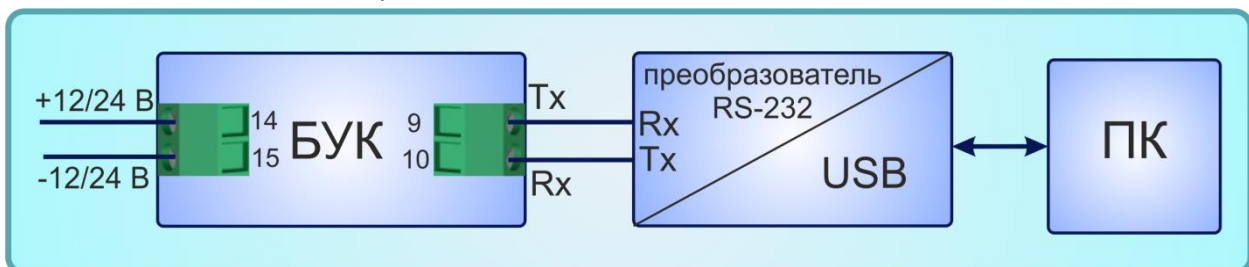 +12/24 В
-12/24 В
14
15
БУК
9
10
Tx
Rx
преобразователь
RS-232
Rx
Tx
USB
ПК